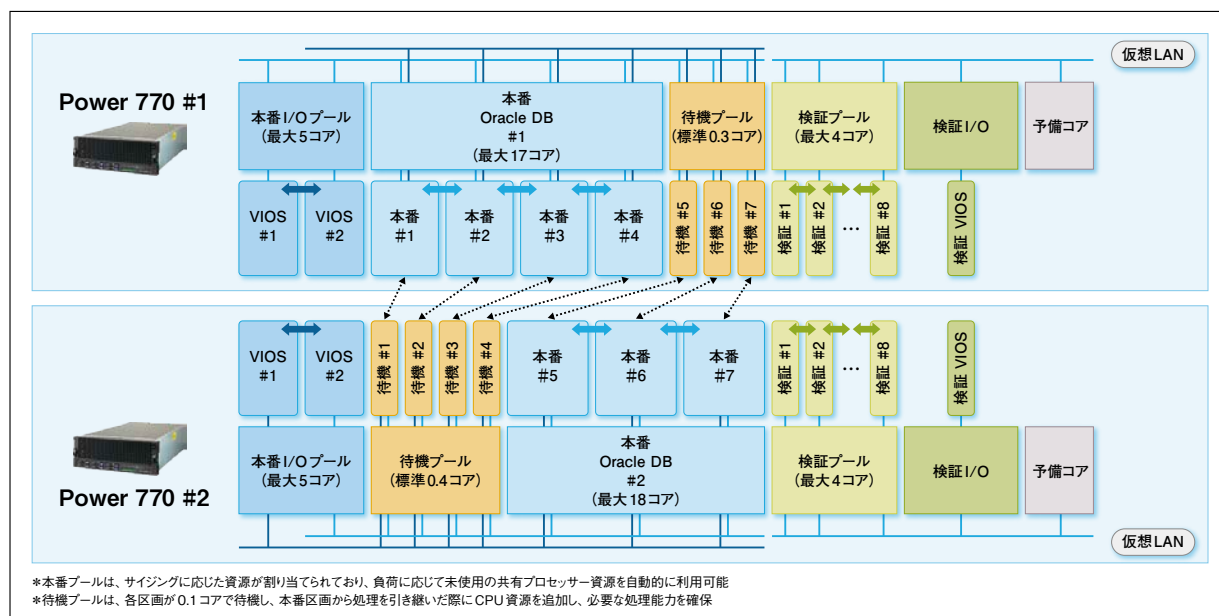 仮想LAN
Power 770 #1
本番I/Oプール
(最大5コア)
本番
Oracle DB
#1
(最大17コア)
待機プール
(標準0.3コア)
検証プール
(最大4コア)
検証I/O
予備コア
VIOS
#1
VIOS
#2
本番
#1
本番
#2
本番
#3
本番
#4
待機 #5
待機 #6
待機 #7
検証 #1
検証 #2
…
検証 #8
検証 VIOS
VIOS
#1
VIOS
#2
待機 #1
待機 #2
待機 #3
待機 #4
本番
#5
本番
#6
本番
#7
検証 #1
検証 #2
…
検証 #8
検証 VIOS
Power 770 #2
本番I/Oプール
(最大5コア)
待機プール
(標準0.4コア)
本番
Oracle DB
#2
(最大18コア)
検証プール
(最大4コア)
検証I/O
予備コア
仮想LAN
*本番プールは、サイジングに応じた資源が割り当てられており、負荷に応じて未使用の共有プロセッサー資源を自動的に利用可能
*待機プールは、各区画が0.1コアで待機し、本番区画から処理を引き継いだ際にCPU資源を追加し、必要な処理能力を確保